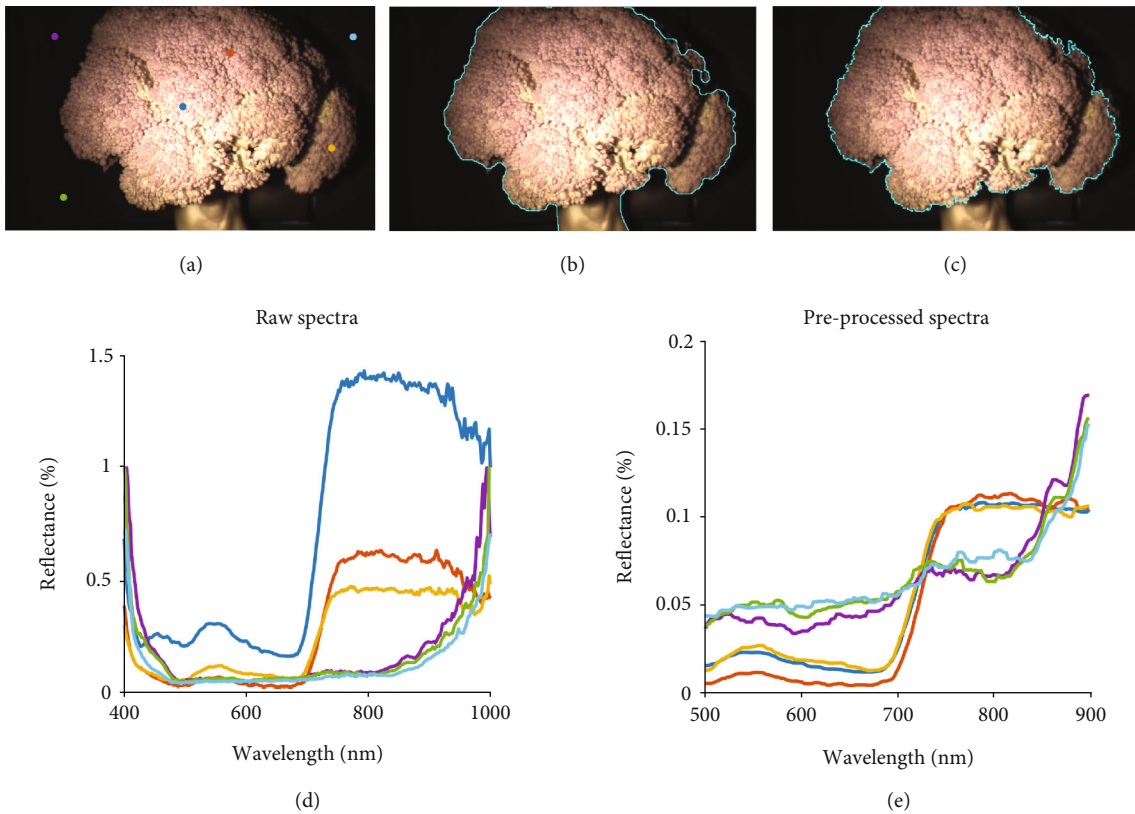 (a)
(b)
(c)
Raw spectra
1.5
1
0.5
0
Reflectance (%)
400
600
800
1000
Wavelength (nm)
(d)
Pre-processed spectra
0.2
0.15
0.1
0.05
0
Reflectance (%)
500
600
700
800
900
Wavelength (nm)
(e)